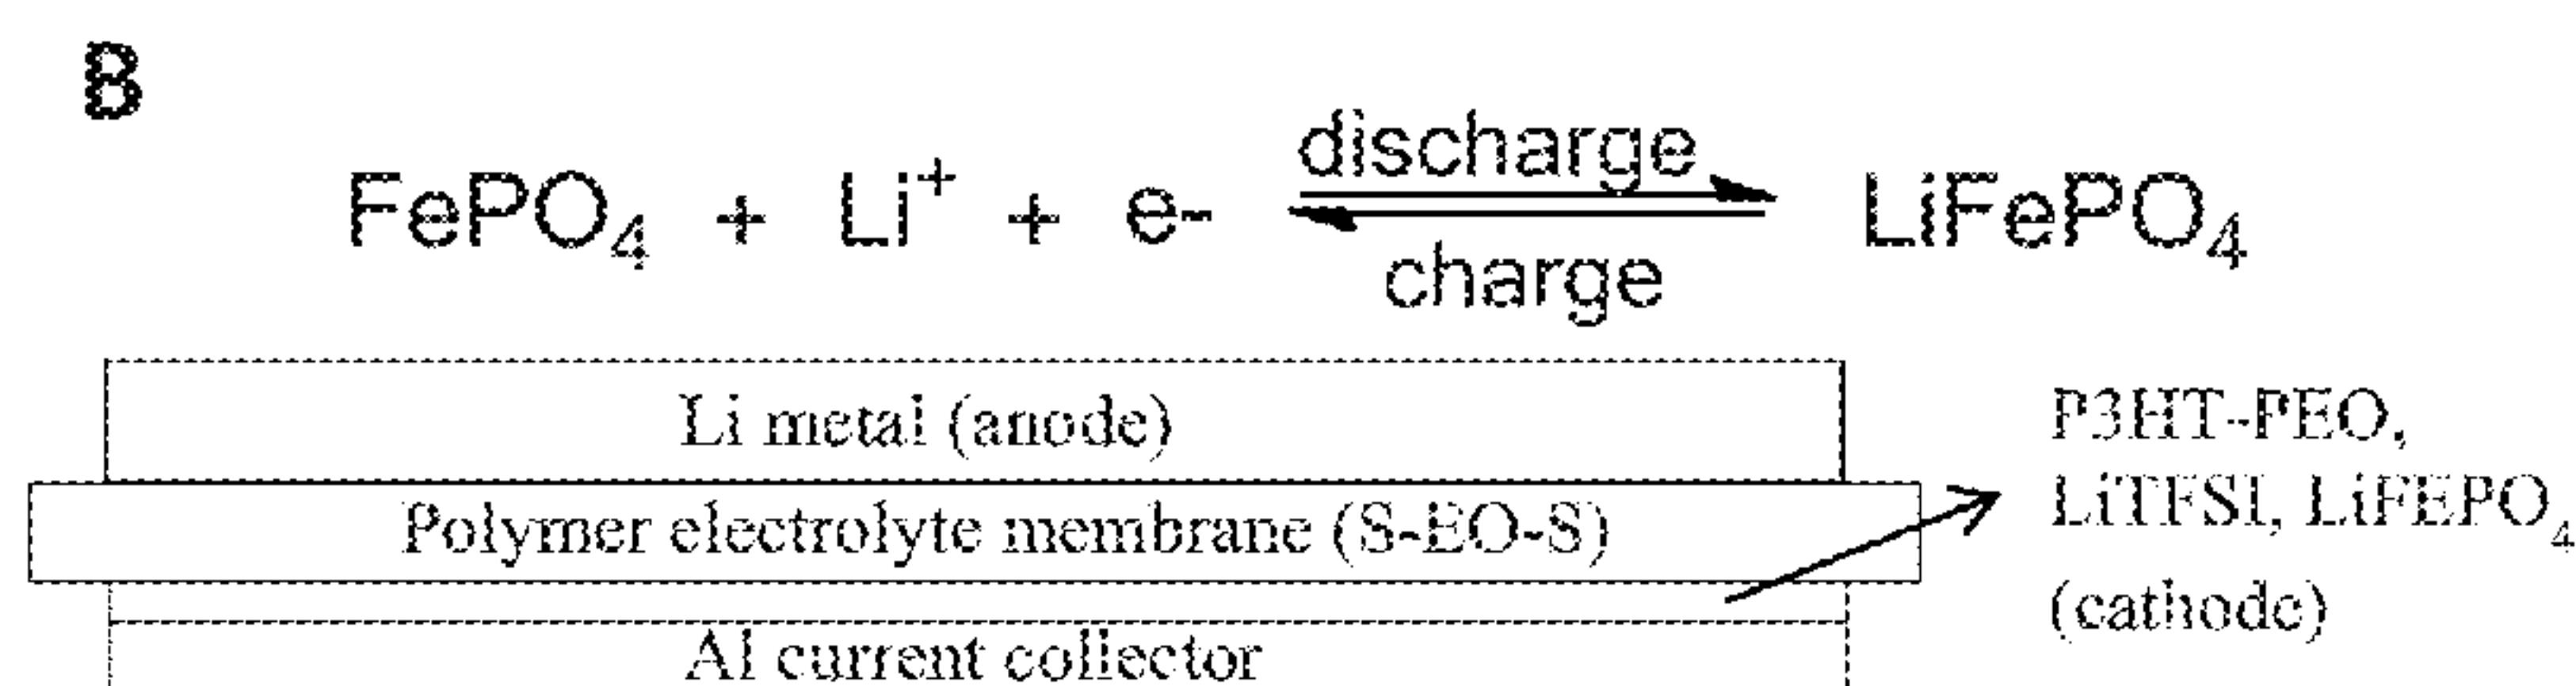 B
discharge
FePO₄ + Li⁺ + e- ⇌ LiFePO₄
charge
Li metal (anode)
Polymer electrolyte membrane (S-EO-S)
Al current collector
P3HT-PEO,
LiTFSI, LiFEPO₄
(cathode)